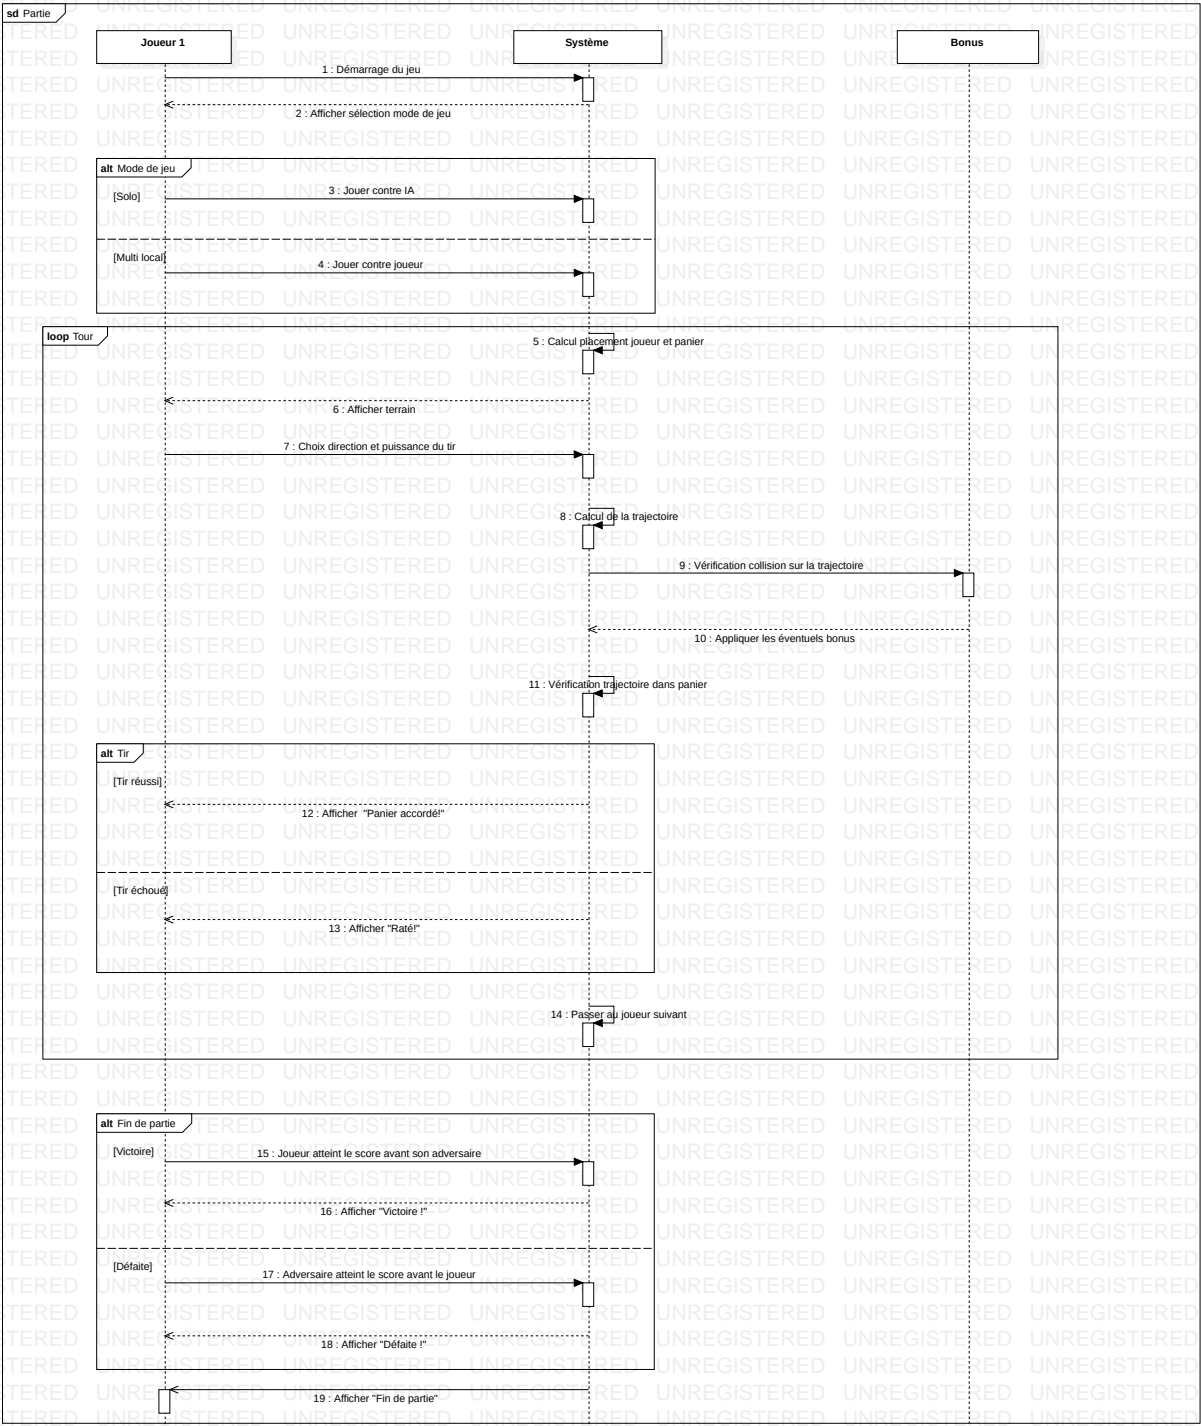 sd Partie
Joueur 1
Système
Bonus
1 : Démarrage du jeu
2 : Afficher sélection mode de jeu
alt Mode de jeu
[Solo]
3 : Jouer contre IA
[Multi local]
4 : Jouer contre joueur
loop Tour
5 : Calcul placement joueur et panier
6 : Afficher terrain
7 : Choix direction et puissance du tir
8 : Calcul de la trajectoire
9 : Vérification collision sur la trajectoire
10 : Appliquer les éventuels bonus
11 : Vérification trajectoire dans panier
alt Tir
[Tir réussi]
12 : Afficher "Panier accordé!"
[Tir échoué]
13 : Afficher "Raté!"
14 : Passer au joueur suivant
alt Fin de partie
[Victoire]
15 : Joueur atteint le score avant son adversaire
16 : Afficher "Victoire !"
[Défaite]
17 : Adversaire atteint le score avant le joueur
18 : Afficher "Défaite !"
19 : Afficher "Fin de partie"
UNREGISTERED